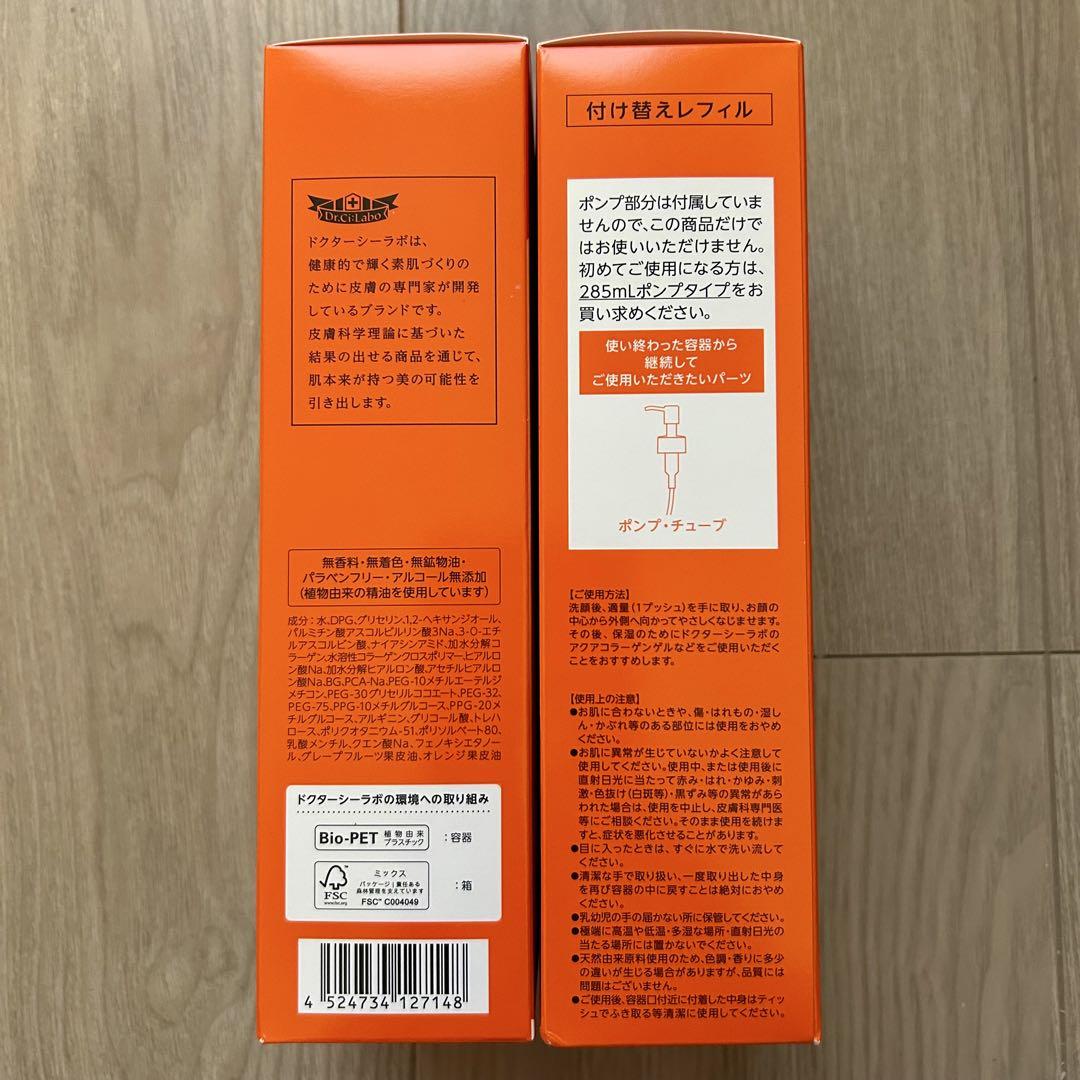 Dr.Ci:Labo
ドクターシーラボは、
健康的で輝く素肌づくりの
ために皮膚の専門家が開発
しているブランドです。
皮膚科学理論に基づいた
結果の出せる商品を通じて、
肌本来が持つ美の可能性を
引き出します。
無香料・無着色・無鉱物油・
パラベンフリー・アルコール無添加
(植物由来の精油を使用しています)
成分:水、DPG、グリセリン、1,2-ヘキサンジオール、
パルミチン酸アスコルビルリン酸3Na、3-O-エチ
ルアスコルビン酸、ナイアシンアミド、加水分解コ
ラーゲン、水溶性コラーゲンクロスポリマー、ヒアルロン
酸Na、加水分解ヒアルロン酸、アセチルヒアルロ
ン酸Na、BG、PCA-Na、PEG-10メチルエーテルジ
メチコン、PEG-30グリセリルココエート、PEG-32、
PEG-75、PPG-10メチルグルコース、PPG-20メ
チルグルコース、アルギニン、グリコール酸、トレハ
ロース、ポリクオタニウム-51、ポリソルベート80、
乳酸メンチル、クエン酸Na、フェノキシエタノー
ル、グレープフルーツ果皮油、オレンジ果皮油
ドクターシーラボの環境への取り組み
Bio-PET 植物由来プラスチック :容器
FSC
www.fsc.org
ミックス
パッケージ|責任ある
森林管理を支えています
FSC™ C004049
:箱
4 524734 127148
付け替えレフィル
ポンプ部分は付属していま
せんので、この商品だけで
はお使いいただけません。
初めてご使用になる方は、
285mLポンプタイプをお
買い求めください。
使い終わった容器から
継続して
ご使用いただきたいパーツ
ポンプ・チューブ
【ご使用方法】
洗顔後、適量(1プッシュ)を手に取り、お顔の
中心から外側へ向かってやさしくなじませます。
その後、保湿のためにドクターシーラボの
アクアコラーゲンゲルなどをご使用いただく
ことをおすすめします。
【使用上の注意】
●お肌に合わないときや、傷・はれもの・湿し
ん・かぶれ等のある部位には使用をおやめ
ください。
●お肌に異常が生じていないかよく注意して
使用してください。使用中、または使用後に
直射日光に当たって赤み・はれ・かゆみ・刺
激・色抜け(白斑等)・黒ずみ等の異常があら
われた場合は、使用を中止し、皮膚科専門医
等にご相談ください。そのまま使用を続けま
すと、症状を悪化させることがあります。
●目に入ったときは、すぐに水で洗い流して
ください。
●清潔な手で取り扱い、一度取り出した中身
を再び容器の中に戻すことは絶対におやめ
ください。
●乳幼児の手の届かない所に保管してください。
●極端に高温や低温・多湿な場所・直射日光の
当たる場所には置かないでください。
●天然由来原料使用のため、色調・香りに多少
の違いが生じる場合がありますが、品質には
問題はございません。
●ご使用後、容器口付近に付着した中身はティッ
シュでふき取る等清潔に使用してください。